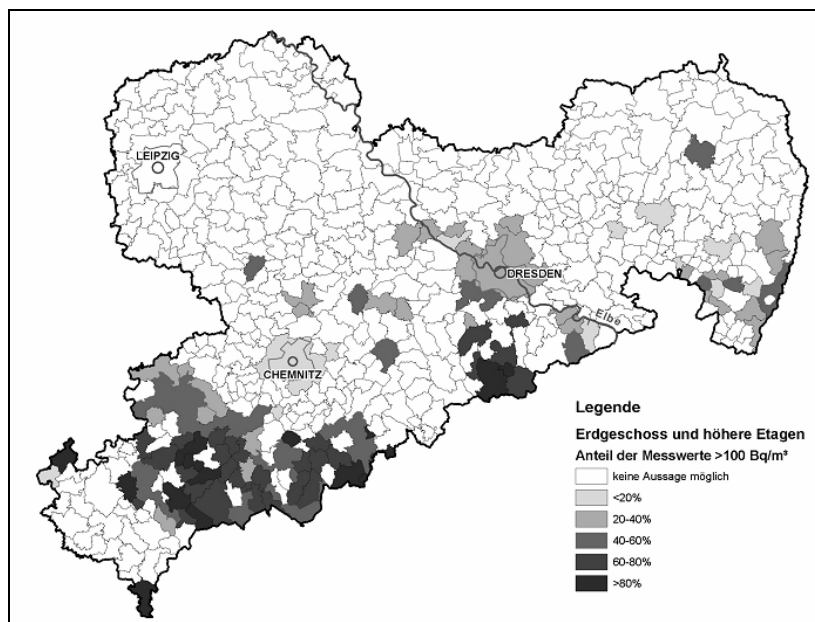 LEIPZIG
DRESDEN
Elbe
CHEMNITZ
Legende
Erdgeschoss und höhere Etagen
Anteil der Messwerte >100 Bq/m³
keine Aussage möglich
<20%
20-40%
40-60%
60-80%
>80%